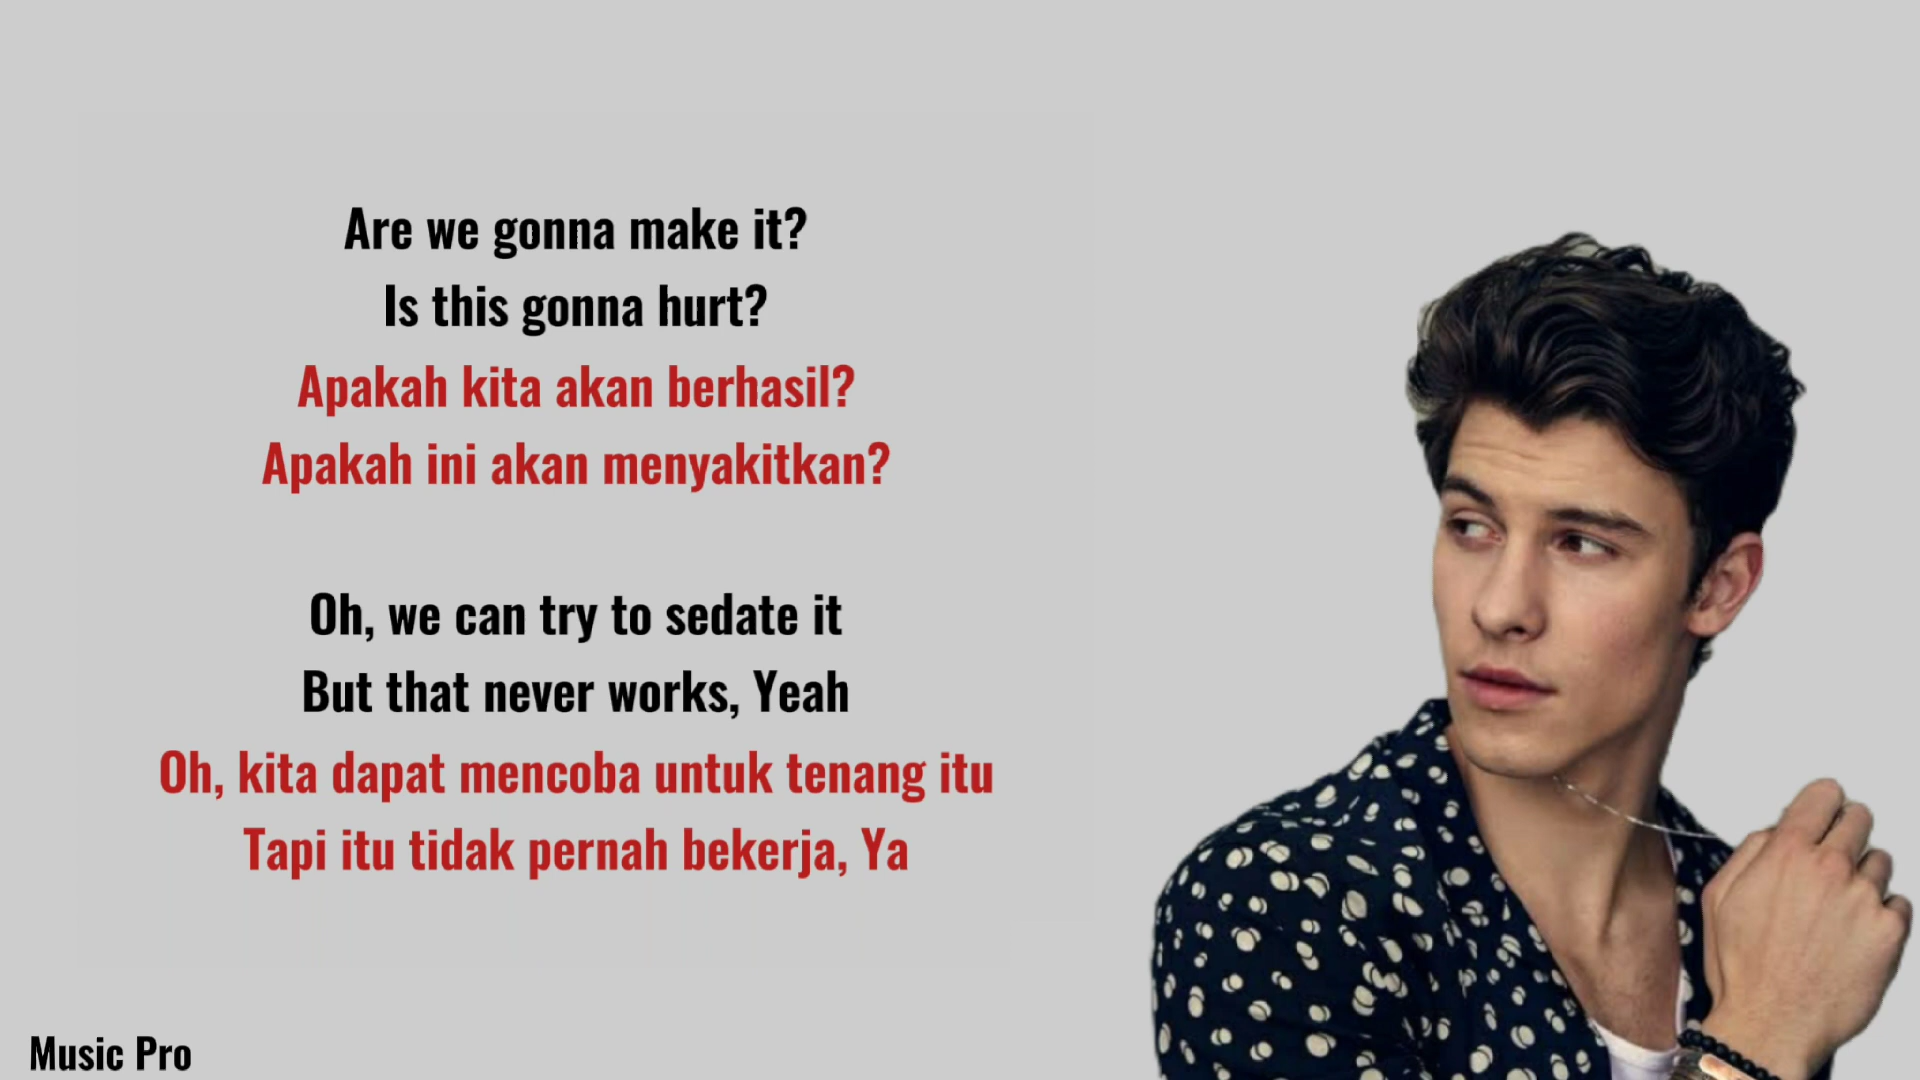 Are we gonna make it?
Is this gonna hurt?
Apakah kita akan berhasil?
Apakah ini akan menyakitkan?
Oh, we can try to sedate it
But that never works, Yeah
Oh, kita dapat mencoba untuk tenang itu
Tapi itu tidak pernah bekerja, Ya
Music Pro